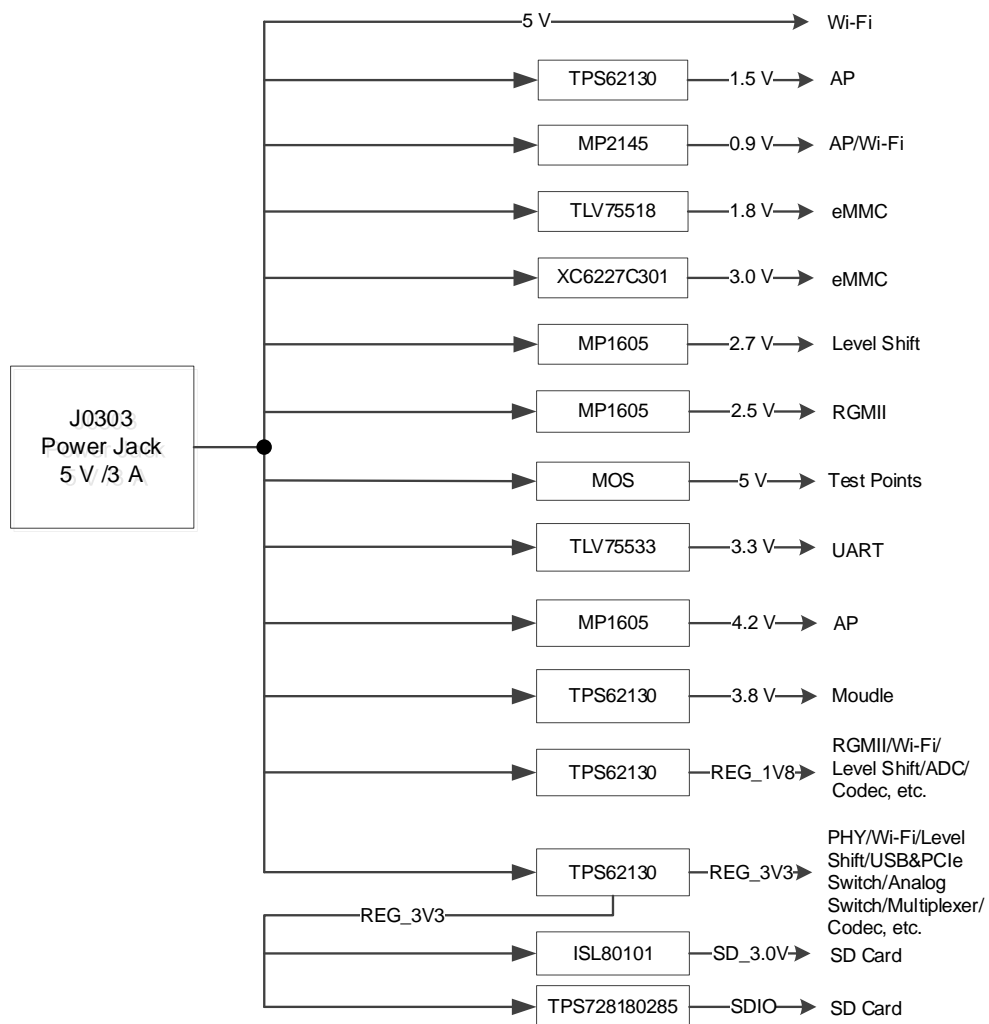 5 V
Wi-Fi
TPS62130
1.5 V
AP
MP2145
0.9 V
AP/Wi-Fi
TLV75518
1.8 V
eMMC
XC6227C301
3.0 V
eMMC
MP1605
2.7 V
Level Shift
J0303
Power Jack
5 V /3 A
MP1605
2.5 V
RGMII
MOS
5 V
Test Points
TLV75533
3.3 V
UART
MP1605
4.2 V
AP
TPS62130
3.8 V
Moudle
TPS62130
REG_1V8
RGMII/Wi-Fi/
Level Shift/ADC/
Codec, etc.
TPS62130
REG_3V3
PHY/Wi-Fi/Level
Shift/USB&PCIe
Switch/Analog
Switch/Multiplexer/
Codec, etc.
REG_3V3
ISL80101
SD_3.0V
SD Card
TPS728180285
SDIO
SD Card